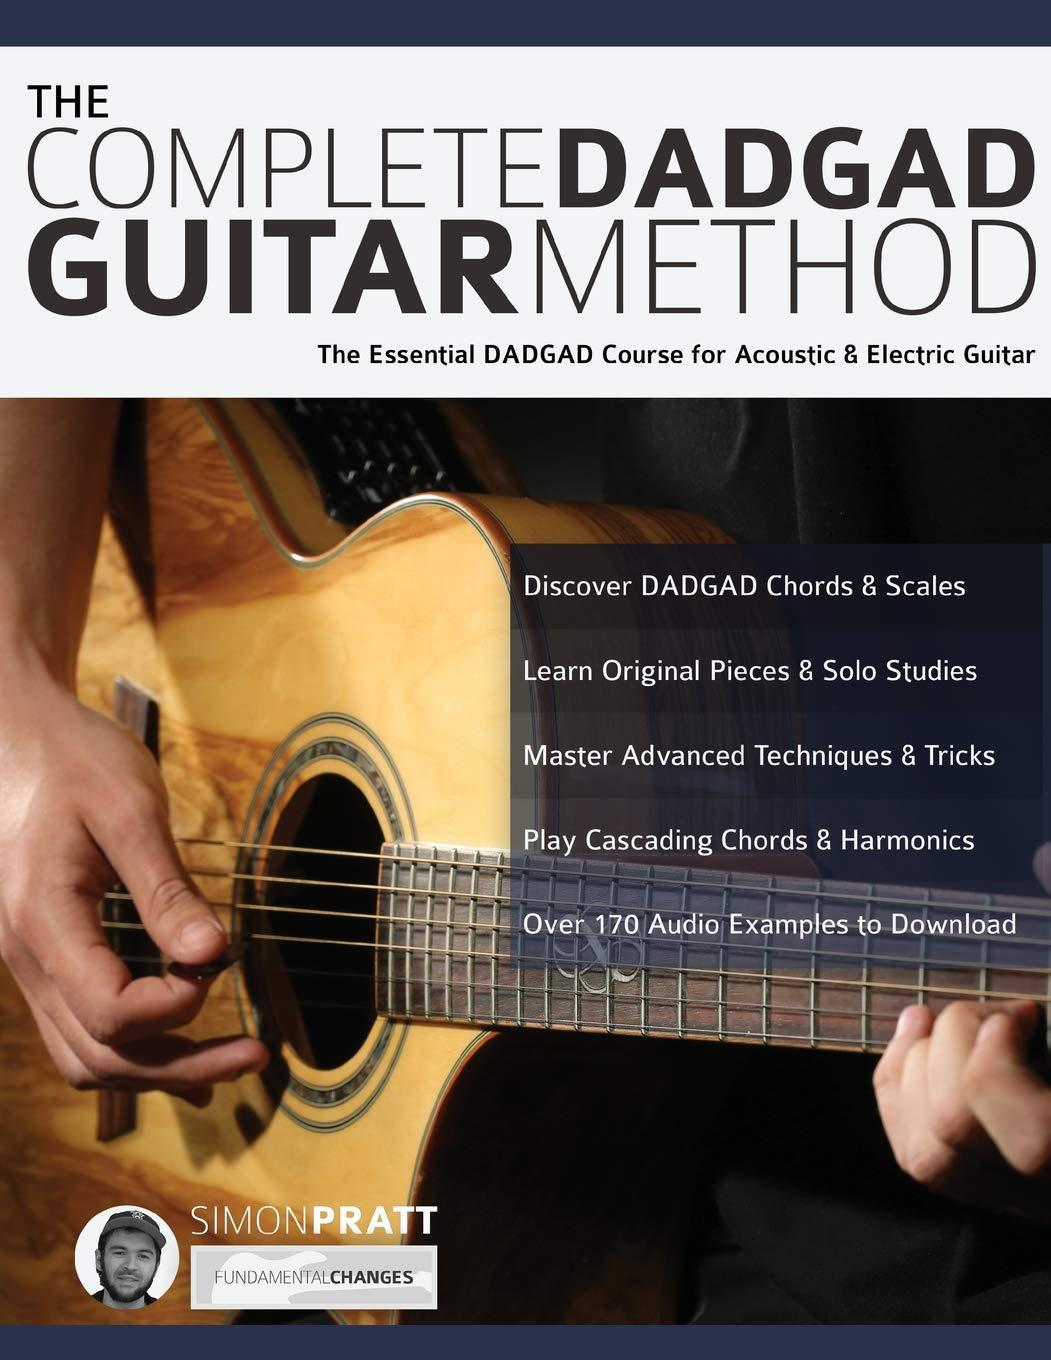 THE
COMPLETEDADGAD
GUITARMETHOD
The Essential DADGAD Course for Acoustic & Electric Guitar
Discover DADGAD Chords & Scales
Learn Original Pieces & Solo Studies
Master Advanced Techniques & Tricks
Play Cascading Chords & Harmonics
Over 170 Audio Examples to Download
SIMONPRATT
FUNDAMENTALCHANGES